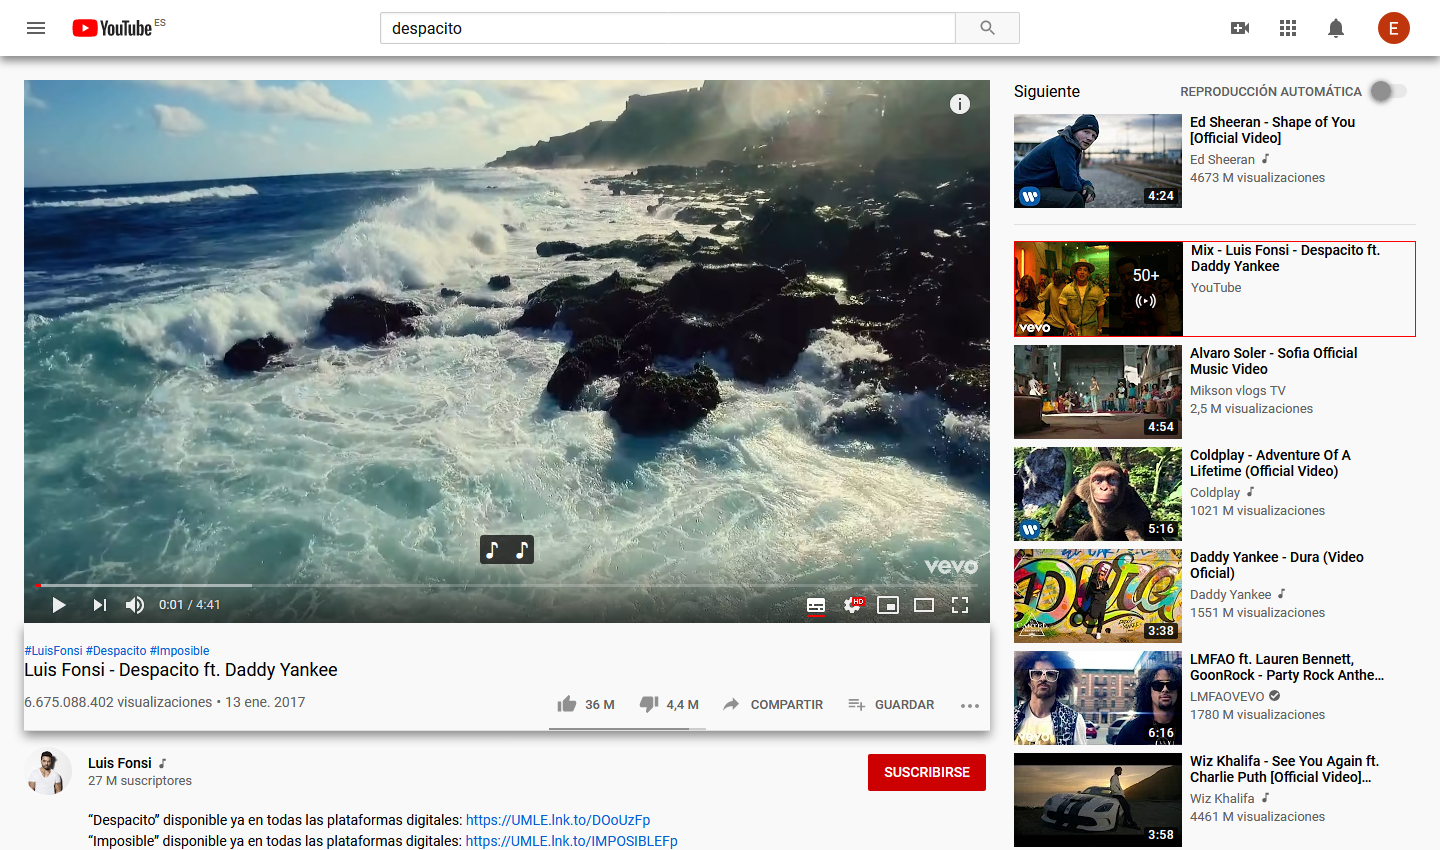 YouTube ES
despacito
E
vevo
HD
0:01 / 4:41
#LuisFonsi #Despacito #Imposible
Luis Fonsi - Despacito ft. Daddy Yankee
6.675.088.402 visualizaciones • 13 ene. 2017
36 M
4,4 M
COMPARTIR
GUARDAR
Luis Fonsi
27 M suscriptores
SUSCRIBIRSE
“Despacito” disponible ya en todas las plataformas digitales: https://UMLE.lnk.to/DOoUzFp
“Imposible” disponible ya en todas las plataformas digitales: https://UMLE.lnk.to/IMPOSIBLEFp
Siguiente
REPRODUCCIÓN AUTOMÁTICA
4:24
Ed Sheeran - Shape of You
[Official Video]
Ed Sheeran
4673 M visualizaciones
50+
vevo
Mix - Luis Fonsi - Despacito ft.
Daddy Yankee
YouTube
4:54
Alvaro Soler - Sofia Official
Music Video
Mikson vlogs TV
2,5 M visualizaciones
5:16
Coldplay - Adventure Of A
Lifetime (Official Video)
Coldplay
1021 M visualizaciones
3:38
Daddy Yankee - Dura (Video
Oficial)
Daddy Yankee
1551 M visualizaciones
vevo
6:16
LMFAO ft. Lauren Bennett,
GoonRock - Party Rock Anthe...
LMFAOVEVO
1780 M visualizaciones
3:58
Wiz Khalifa - See You Again ft.
Charlie Puth [Official Video]...
Wiz Khalifa
4461 M visualizaciones